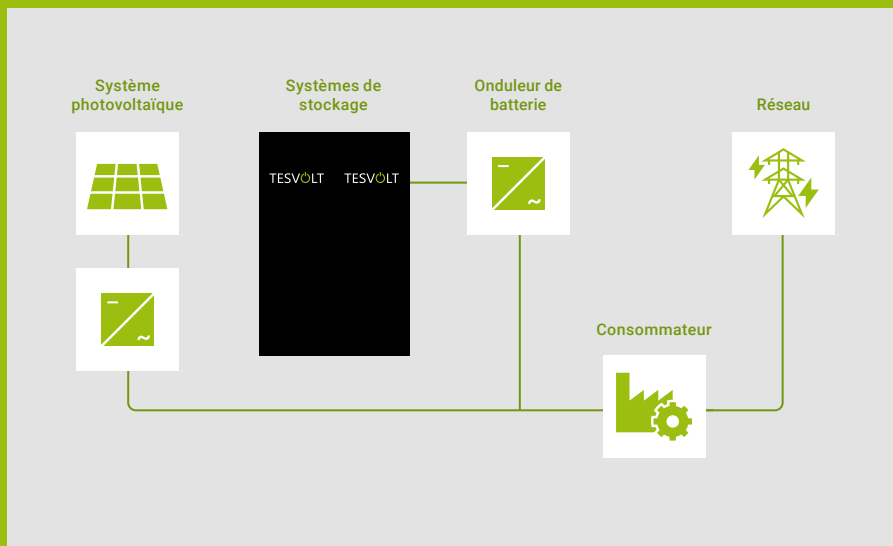 Système
photovoltaïque
Systèmes de
stockage
Onduleur de
batterie
Réseau
TESVOLT TESVOLT
Consommateur